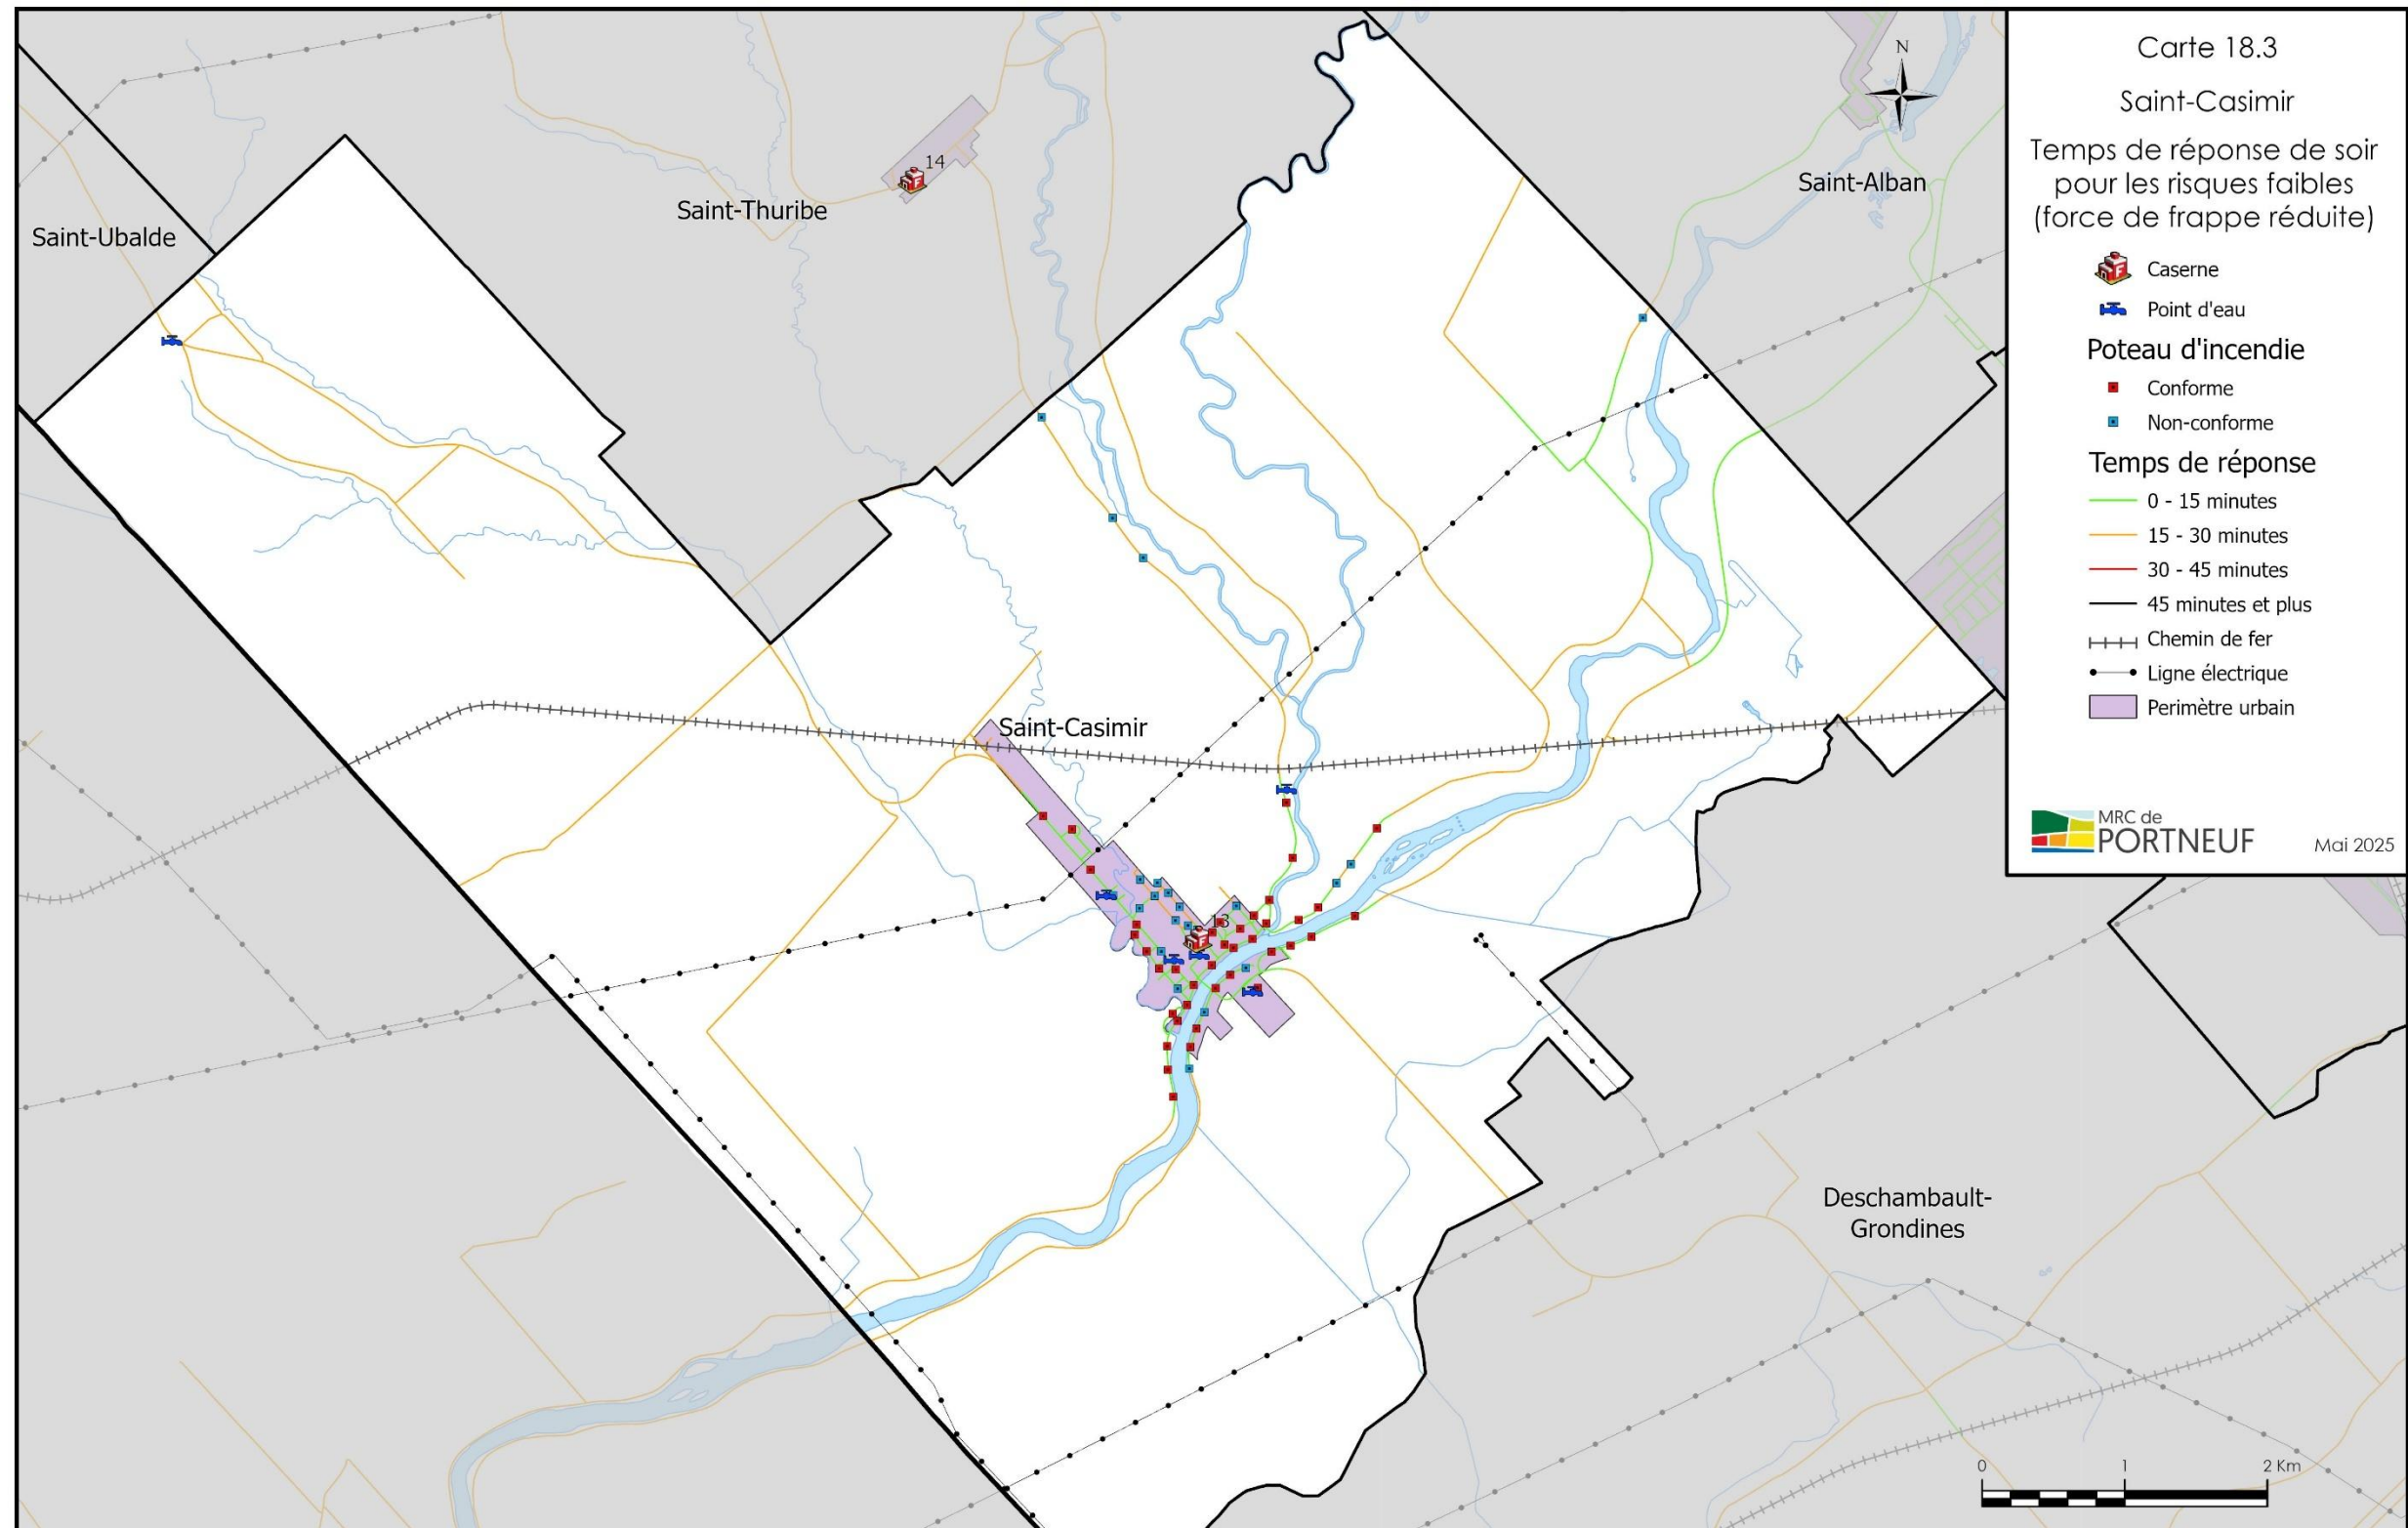 Carte 18.3
Saint-Casimir
Temps de réponse de soir
pour les risques faibles
(force de frappe réduite)
Caserne
Point d'eau
Poteau d'incendie
Conforme
Non-conforme
Temps de réponse
0 - 15 minutes
15 - 30 minutes
30 - 45 minutes
45 minutes et plus
Chemin de fer
Ligne électrique
Perimètre urbain
MRC de
PORTNEUF
Mai 2025
N
Saint-Alban
14
Saint-Thuribe
Saint-Ubalde
Saint-Casimir
13
Deschambault-
Grondines
0 1 2 Km